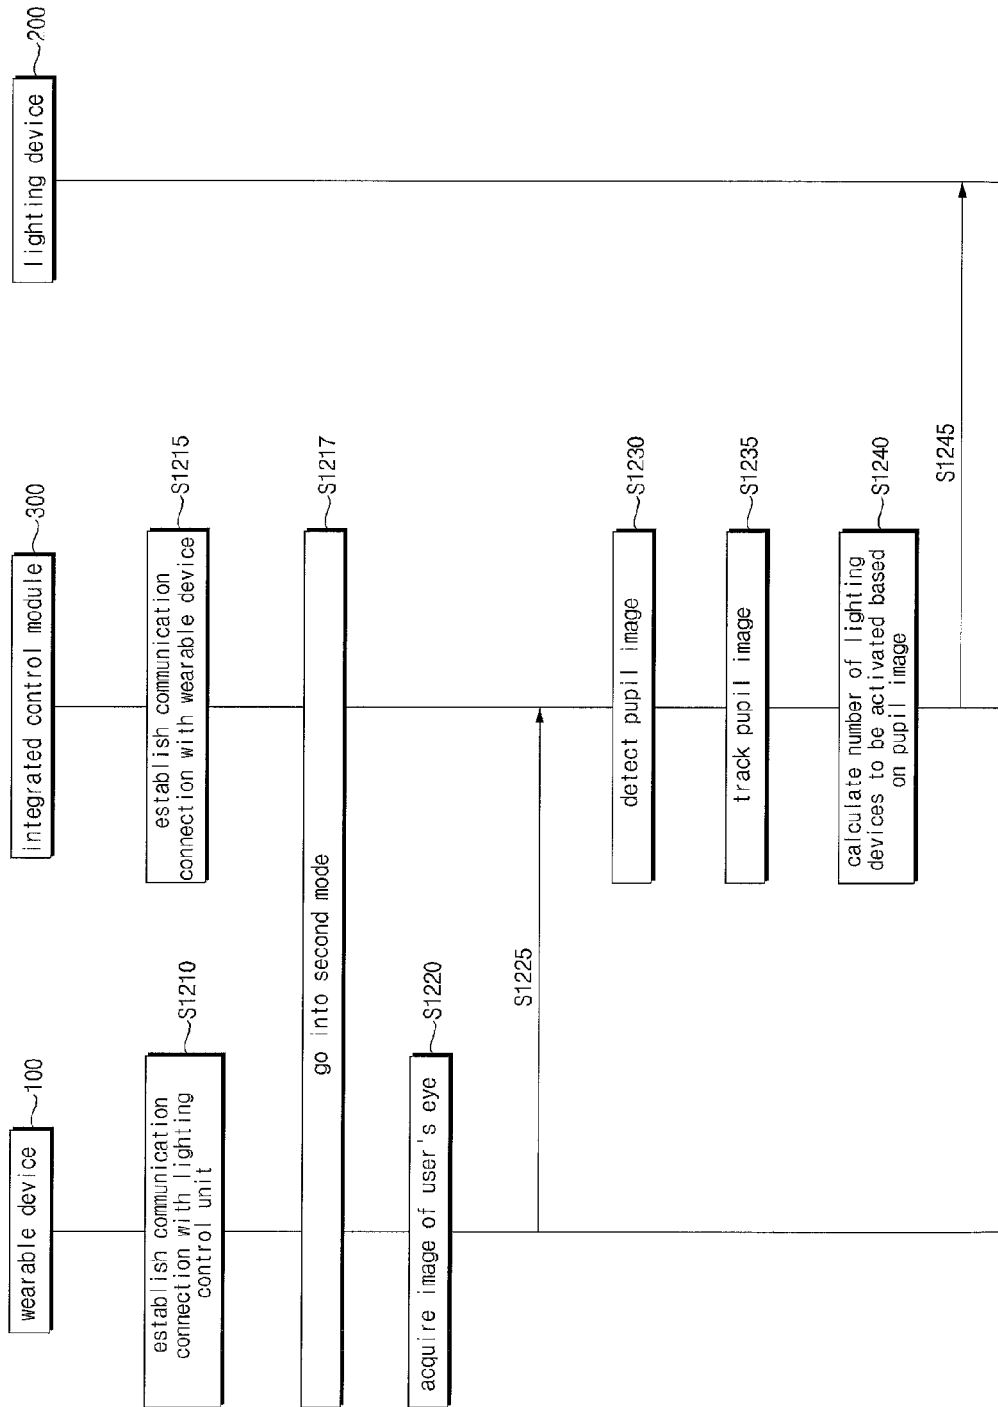 wearable device
100
integrated control module
300
lighting device
200
establish communication
connection with lighting
control unit
S1210
establish communication
connection with wearable device
S1215
go into second mode
S1217
acquire image of user's eye
S1220
S1225
detect pupil image
S1230
track pupil image
S1235
calculate number of lighting
devices to be activated based
on pupil image
S1240
S1245